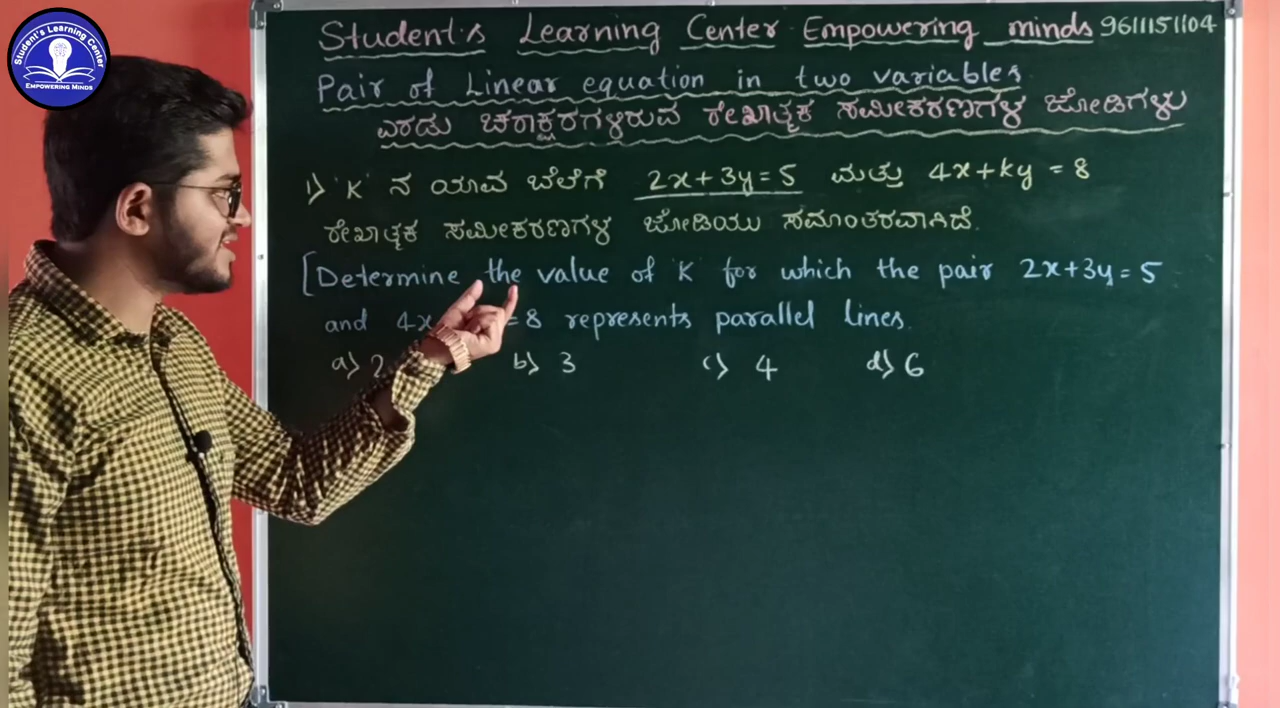 Student's Learning Center
EMPOWERING MINDS
Student's Learning Center Empowering minds 9611151104
Pair of Linear equation in two variables
ಎರಡು ಚರಾಕ್ಷರಗಳಿರುವ ರೇಖಾತ್ಮಕ ಸಮೀಕರಣಗಳ ಜೋಡಿಗಳು
1) 'K' ನ ಯಾವ ಬೆಲೆಗೆ 2x+3y=5 ಮತ್ತು 4x+ky=8
ರೇಖಾತ್ಮಕ ಸಮೀಕರಣಗಳ ಜೋಡಿಯು ಸಮಾಂತರವಾಗಿದೆ.
[Determine the value of 'K' for which the pair 2x+3y=5
and 4x =8 represents parallel lines.
a) 2 b) 3 c) 4 d) 6